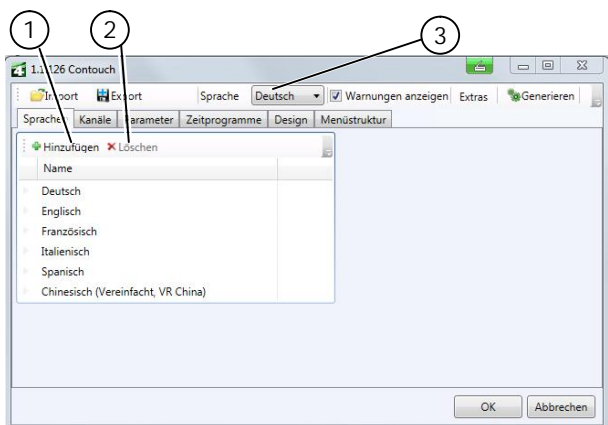 1 2 3
1.1.126 Contouch
Import Export Sprache Deutsch Warnungen anzeigen Extras Generieren
Sprachen Kanäle Parameter Zeitprogramme Design Menüstruktur
Hinzufügen Löschen
Name
Deutsch
Englisch
Französisch
Italienisch
Spanisch
Chinesisch (Vereinfacht, VR China)
OK Abbrechen